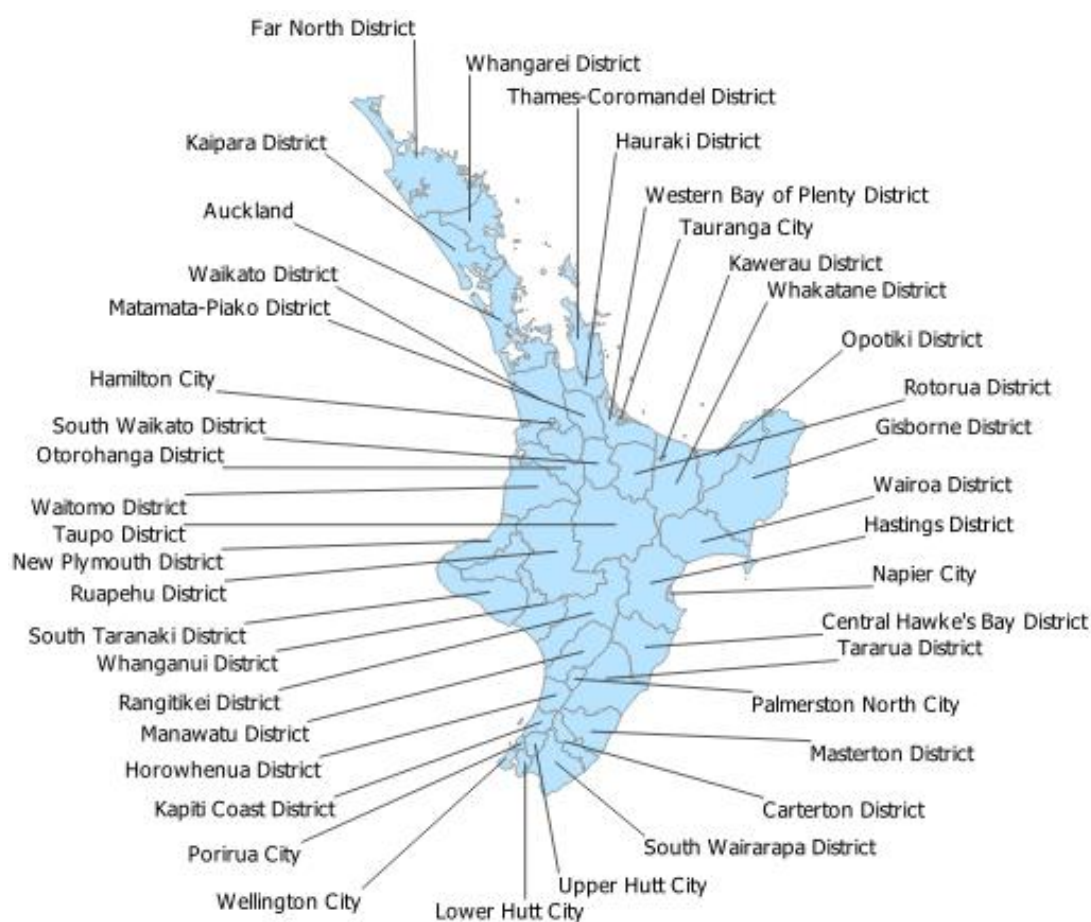 Far North District
Whangarei District
Thames-Coromandel District
Kaipara District
Hauraki District
Western Bay of Plenty District
Auckland
Tauranga City
Kawerau District
Waikato District
Whakatane District
Matamata-Piako District
Opotiki District
Hamilton City
Rotorua District
South Waikato District
Gisborne District
Otorohanga District
Wairoa District
Waitomo District
Hastings District
Taupo District
New Plymouth District
Napier City
Ruapehu District
Central Hawke's Bay District
South Taranaki District
Tararua District
Whanganui District
Rangitikei District
Palmerston North City
Manawatu District
Masterton District
Horowhenua District
Kapiti Coast District
Carterton District
South Wairarapa District
Porirua City
Upper Hutt City
Wellington City
Lower Hutt City